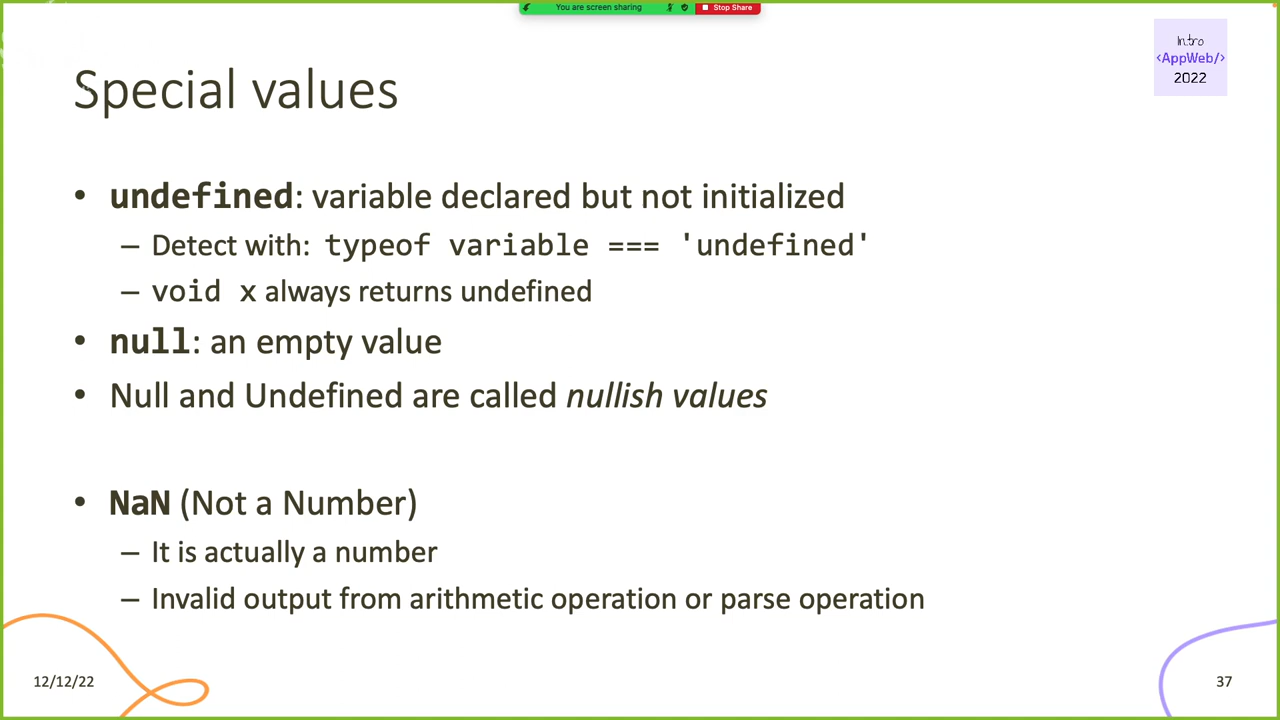 You are screen sharing
Stop Share
Intro
<AppWeb/>
2022
Special values
• undefined: variable declared but not initialized
– Detect with: typeof variable === 'undefined'
– void x always returns undefined
• null: an empty value
• Null and Undefined are called nullish values
• NaN (Not a Number)
– It is actually a number
– Invalid output from arithmetic operation or parse operation
12/12/22
37